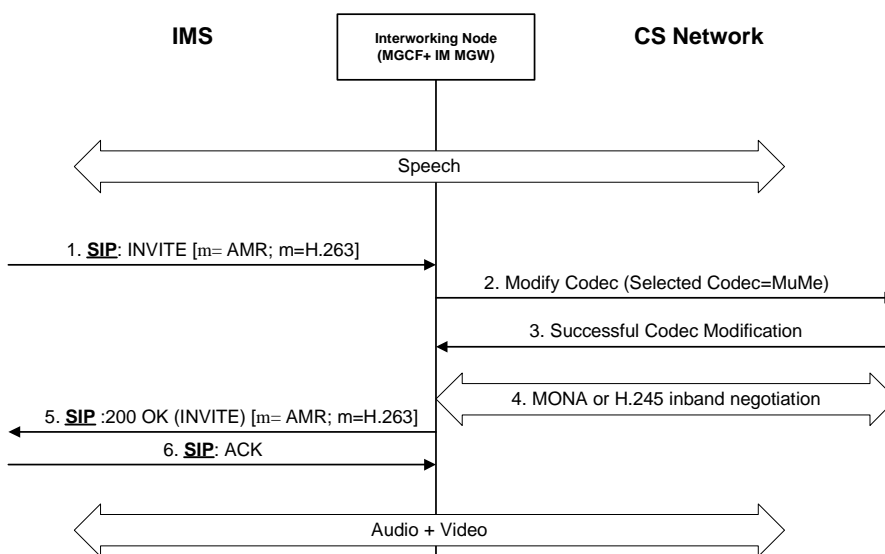 IMS
Interworking Node
(MGCF+ IM MGW)
CS Network
Speech
1. SIP: INVITE [m= AMR; m=H.263]
2. Modify Codec (Selected Codec=MuMe)
3. Successful Codec Modification
4. MONA or H.245 inband negotiation
5. SIP :200 OK (INVITE) [m= AMR; m=H.263]
6. SIP: ACK
Audio + Video